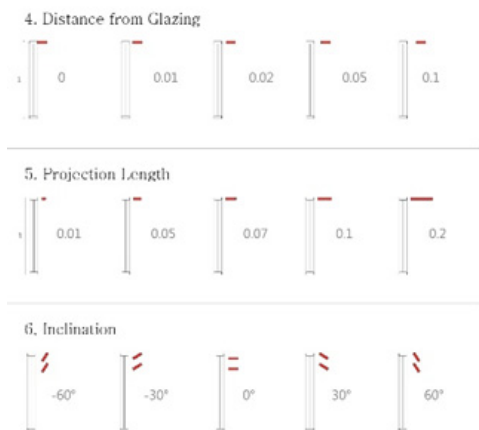 4. Distance from Glazing
0 0.01 0.02 0.05 0.1
5. Projection Length
0.01 0.05 0.07 0.1 0.2
6. Inclination
-60° -30° 0° 30° 60°